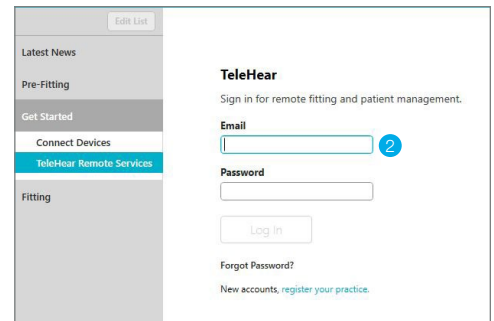 Edit List
Latest News
Pre-Fitting
Get Started
Connect Devices
TeleHear Remote Services
Fitting
TeleHear
Sign in for remote fitting and patient management.
Email
2
Password
Log In
Forgot Password?
New accounts, register your practice.